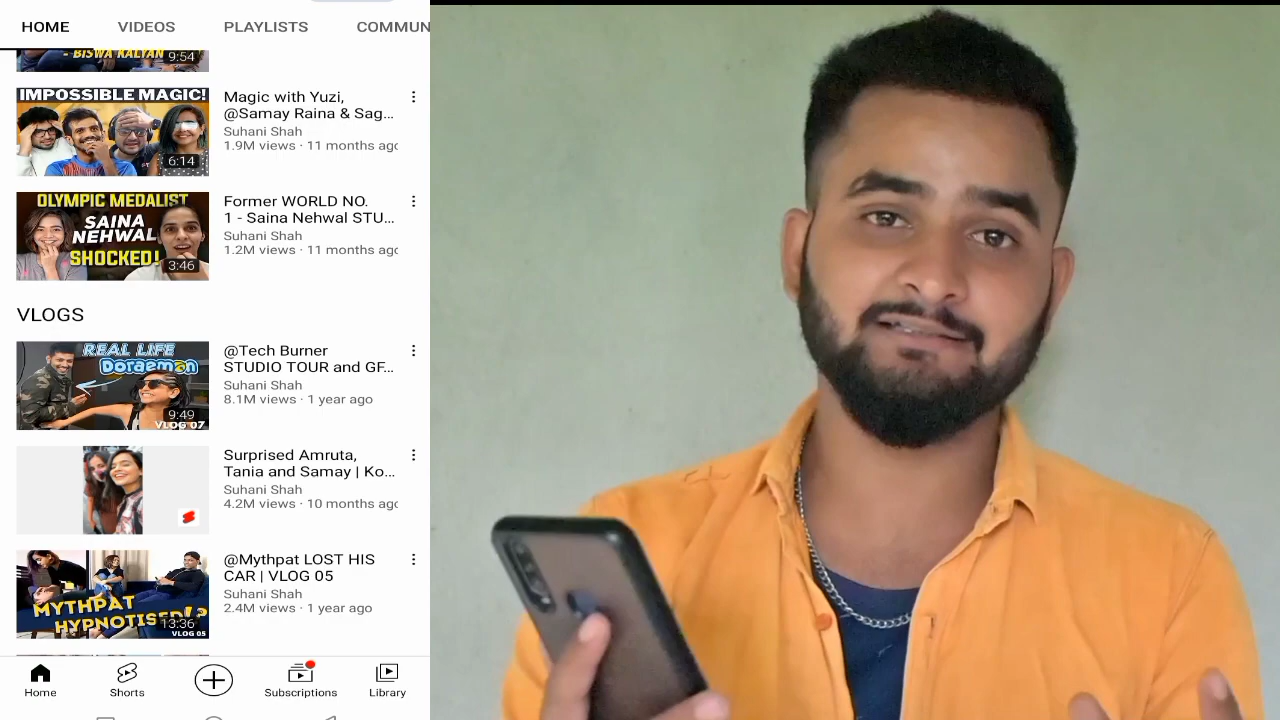 HOME
VIDEOS
PLAYLISTS
COMMUN
- BISWA KALYAN
9:54
IMPOSSIBLE MAGIC!
6:14
Magic with Yuzi,
@Samay Raina & Sag...
Suhani Shah
1.9M views · 11 months ago
OLYMPIC MEDALIST
SAINA
NEHWAL
SHOCKED!
3:46
Former WORLD NO.
1 - Saina Nehwal STU...
Suhani Shah
1.2M views · 11 months ago
VLOGS
REAL LIFE
Doraemon
9:49
VLOG 07
@Tech Burner
STUDIO TOUR and GF...
Suhani Shah
8.1M views · 1 year ago
Surprised Amruta,
Tania and Samay | Ko...
Suhani Shah
4.2M views · 10 months ago
MYTHPAT
HYPNOTISED!?
13:36
VLOG 05
@Mythpat LOST HIS
CAR | VLOG 05
Suhani Shah
2.4M views · 1 year ago
Home
Shorts
Subscriptions
Library